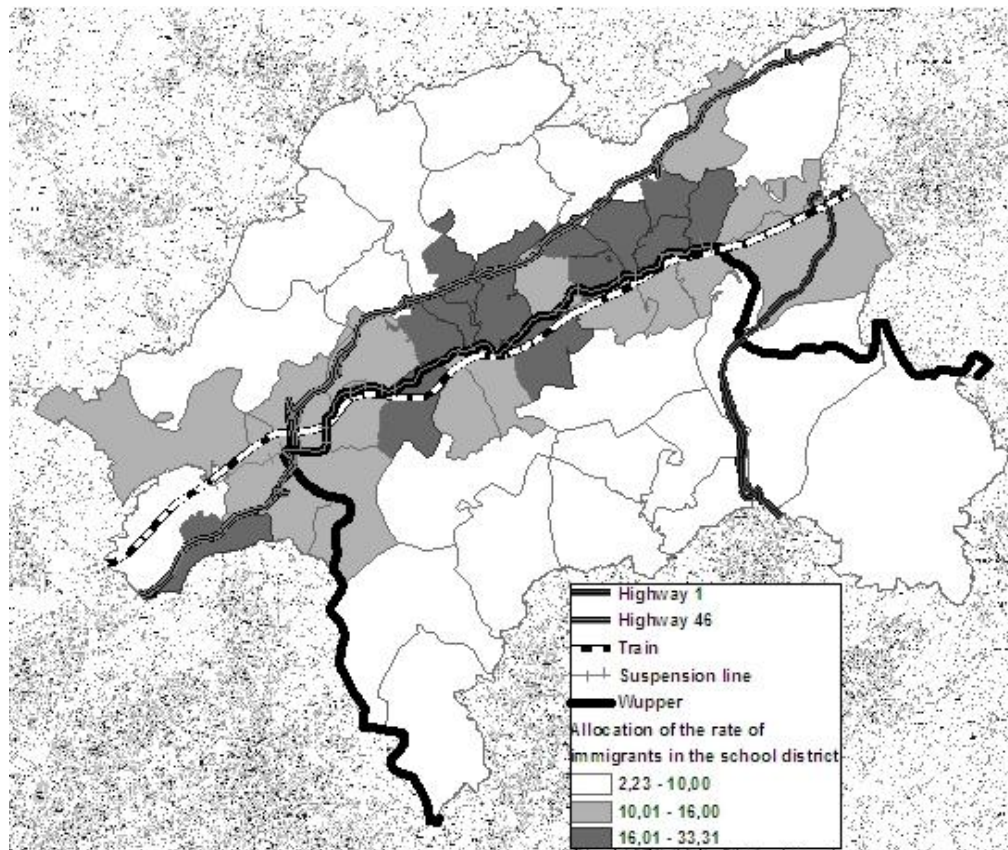 Highway 1
Highway 46
Train
Suspension line
Wupper
Allocation of the rate of
immigrants in the school district
2,23 - 10,00
10,01 - 16,00
16,01 - 33,31